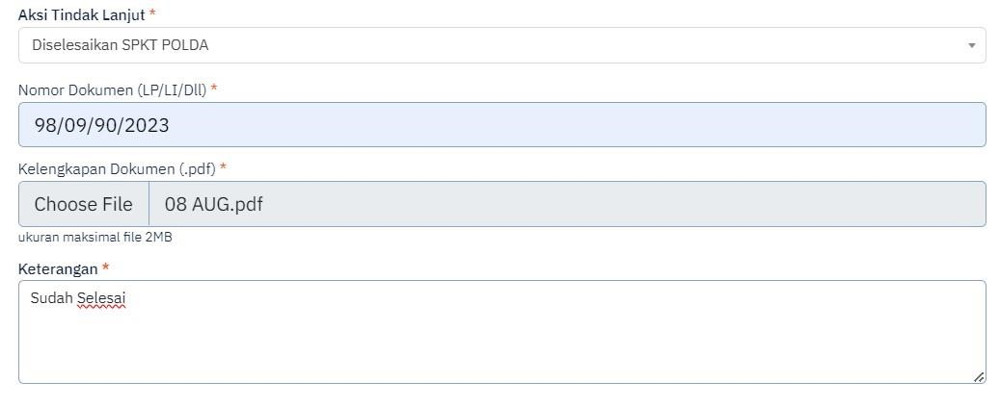 Aksi Tindak Lanjut *
Diselesaikan SPKT POLDA
Nomor Dokumen (LP/LI/Dll) *
98/09/90/2023
Kelengkapan Dokumen (.pdf) *
Choose File 08 AUG.pdf
ukuran maksimal file 2MB
Keterangan *
Sudah Selesai